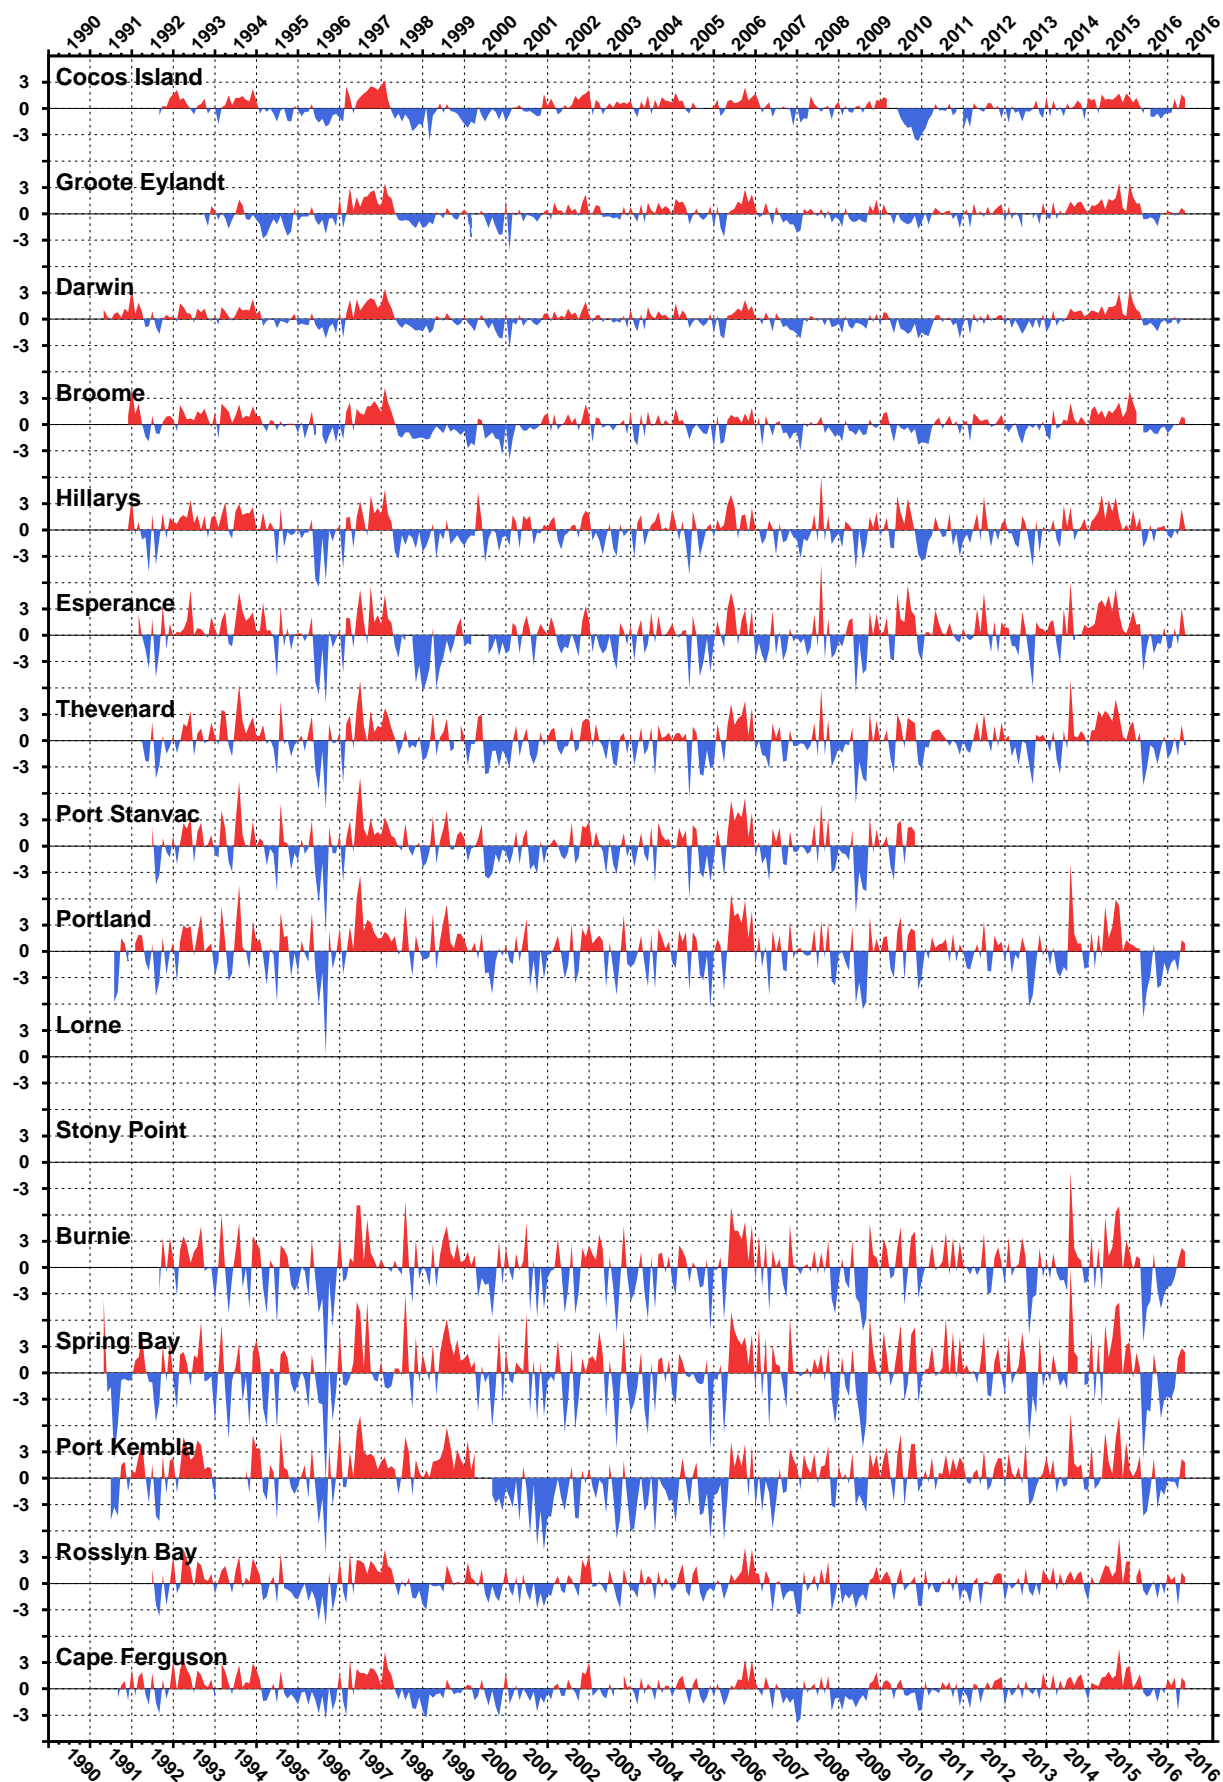 1990 1991 1992 1993 1994 1995 1996 1997 1998 1999 2000 2001 2002 2003 2004 2005 2006 2007 2008 2009 2010 2011 2012 2013 2014 2015 2016 2016
Cocos Island
3
0
-3
Groote Eylandt
3
0
-3
Darwin
3
0
-3
Broome
3
0
-3
Hillarys
3
0
-3
Esperance
3
0
-3
Thevenard
3
0
-3
Port Stanvac
3
0
-3
Portland
3
0
-3
Lorne
3
0
-3
Stony Point
3
0
-3
Burnie
3
0
-3
Spring Bay
3
0
-3
Port Kembla
3
0
-3
Rosslyn Bay
3
0
-3
Cape Ferguson
3
0
-3
1990 1991 1992 1993 1994 1995 1996 1997 1998 1999 2000 2001 2002 2003 2004 2005 2006 2007 2008 2009 2010 2011 2012 2013 2014 2015 2016 2016